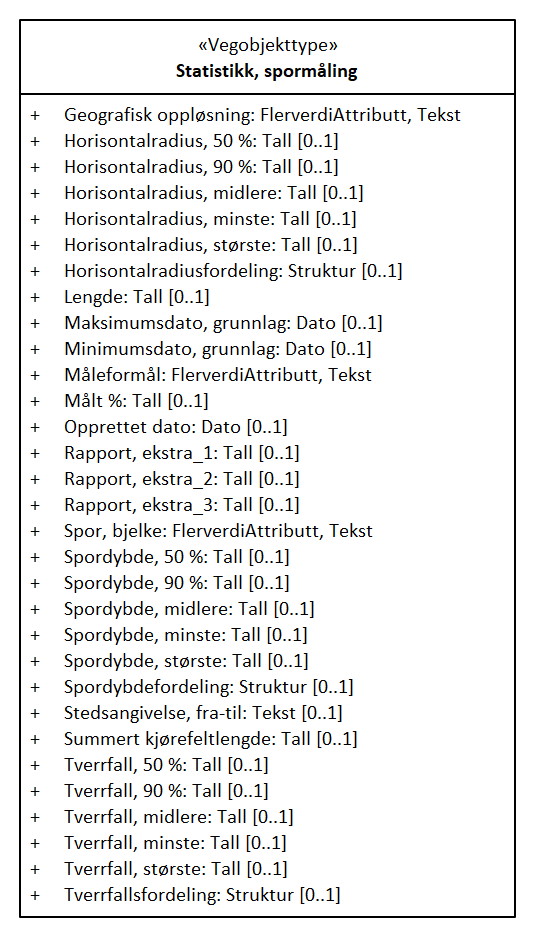 «Vegobjekttype»
Statistikk, spormåling
+ Geografisk oppløsning: FlerverdiAttributt, Tekst
+ Horisontalradius, 50 %: Tall [0..1]
+ Horisontalradius, 90 %: Tall [0..1]
+ Horisontalradius, midlere: Tall [0..1]
+ Horisontalradius, minste: Tall [0..1]
+ Horisontalradius, største: Tall [0..1]
+ Horisontalradiusfordeling: Struktur [0..1]
+ Lengde: Tall [0..1]
+ Maksimumsdato, grunnlag: Dato [0..1]
+ Minimumsdato, grunnlag: Dato [0..1]
+ Måleformål: FlerverdiAttributt, Tekst
+ Målt %: Tall [0..1]
+ Opprettet dato: Dato [0..1]
+ Rapport, ekstra_1: Tall [0..1]
+ Rapport, ekstra_2: Tall [0..1]
+ Rapport, ekstra_3: Tall [0..1]
+ Spor, bjelke: FlerverdiAttributt, Tekst
+ Spordybde, 50 %: Tall [0..1]
+ Spordybde, 90 %: Tall [0..1]
+ Spordybde, midlere: Tall [0..1]
+ Spordybde, minste: Tall [0..1]
+ Spordybde, største: Tall [0..1]
+ Spordybdefordeling: Struktur [0..1]
+ Stedsangivelse, fra-til: Tekst [0..1]
+ Summert kjørefeltlengde: Tall [0..1]
+ Tverrfall, 50 %: Tall [0..1]
+ Tverrfall, 90 %: Tall [0..1]
+ Tverrfall, midlere: Tall [0..1]
+ Tverrfall, minste: Tall [0..1]
+ Tverrfall, største: Tall [0..1]
+ Tverrfallsfordeling: Struktur [0..1]